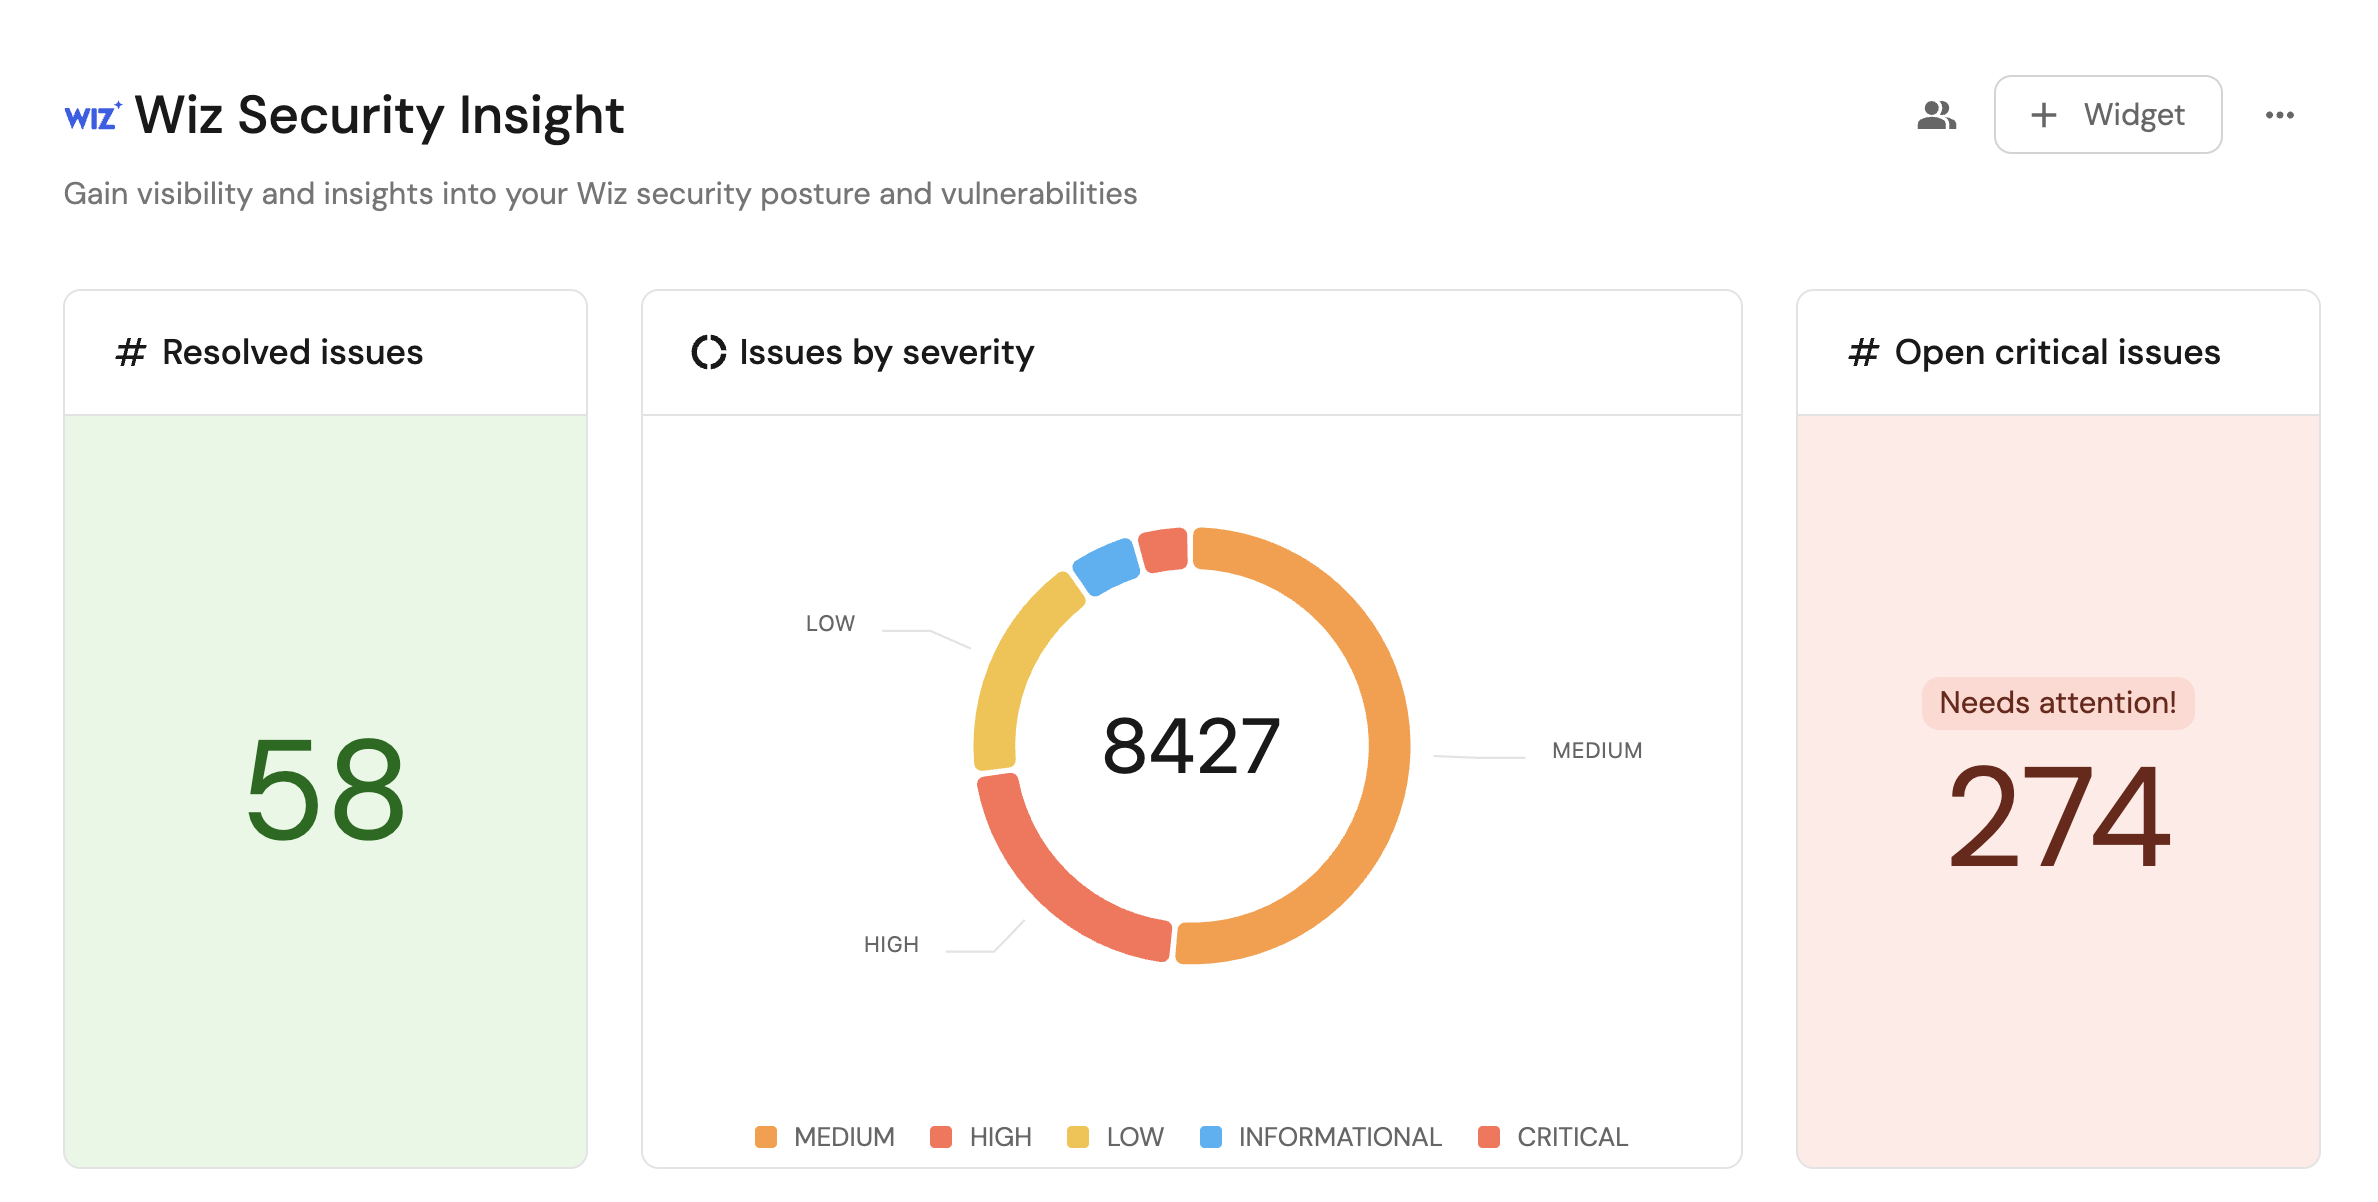 WIZ Wiz Security Insight
Widget
Gain visibility and insights into your Wiz security posture and vulnerabilities
# Resolved issues
58
Issues by severity
8427
LOW
MEDIUM
HIGH
MEDIUM HIGH LOW INFORMATIONAL CRITICAL
# Open critical issues
Needs attention!
274